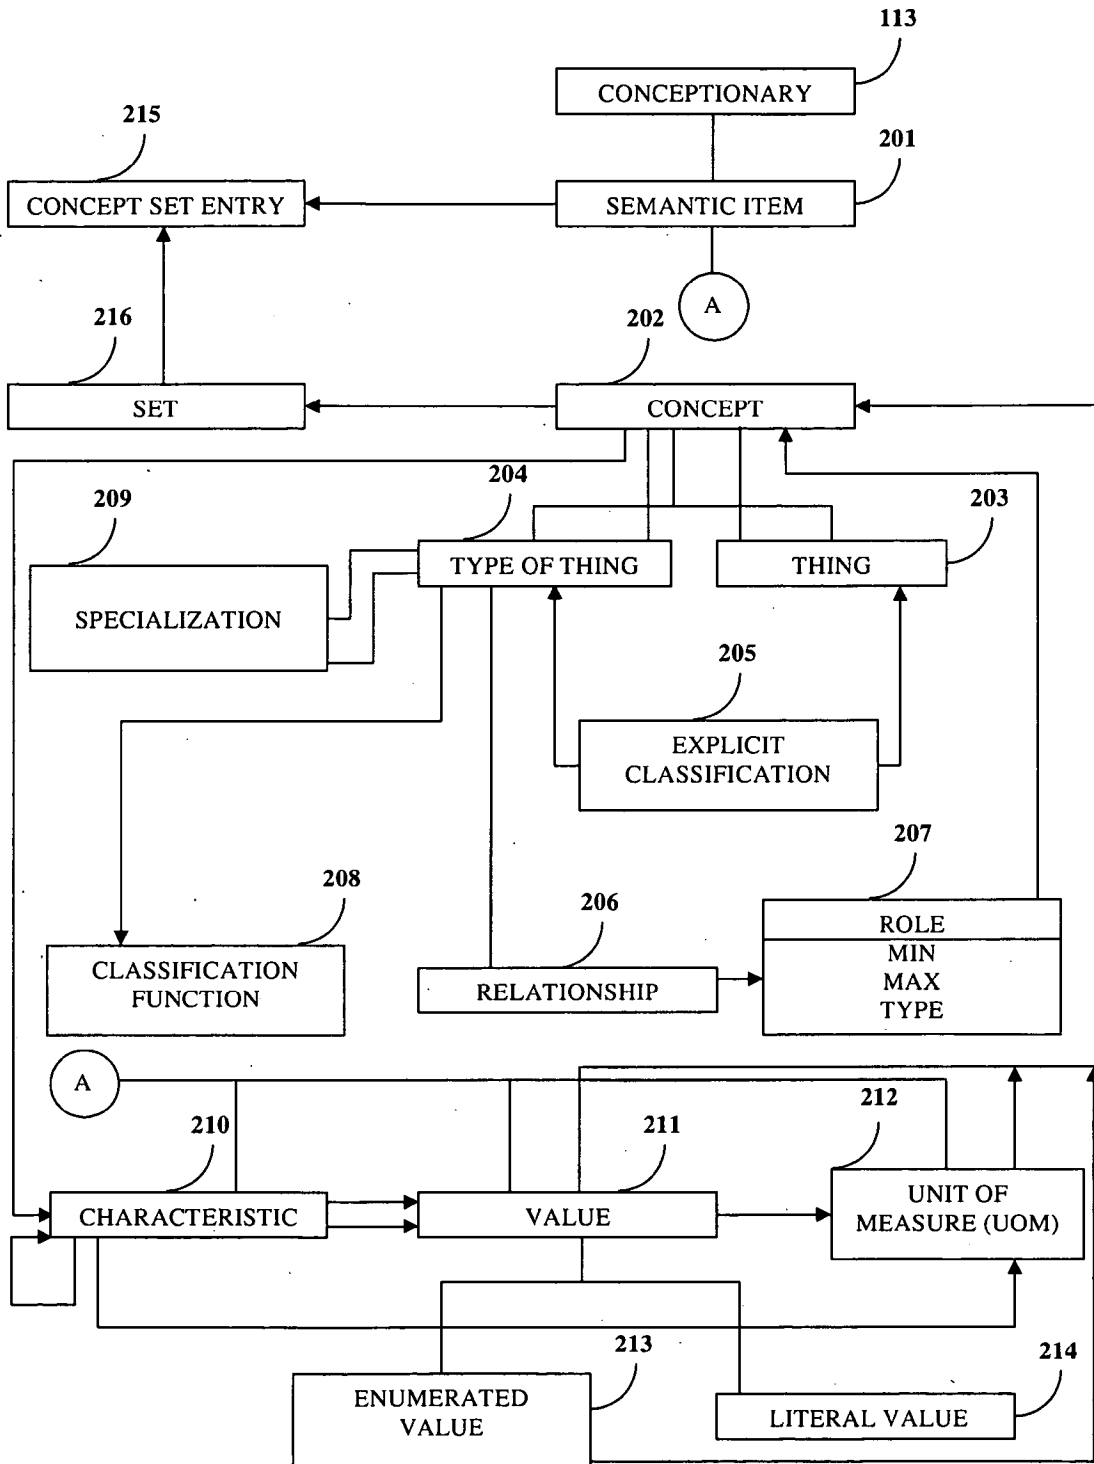 113
CONCEPTIONARY
215
201
CONCEPT SET ENTRY
SEMANTIC ITEM
A
216
202
SET
CONCEPT
209
204
203
TYPE OF THING
THING
SPECIALIZATION
205
EXPLICIT
CLASSIFICATION
207
208
206
ROLE
CLASSIFICATION
FUNCTION
RELATIONSHIP
MIN
MAX
TYPE
A
210
211
212
CHARACTERISTIC
VALUE
UNIT OF
MEASURE (UOM)
213
214
ENUMERATED
VALUE
LITERAL VALUE